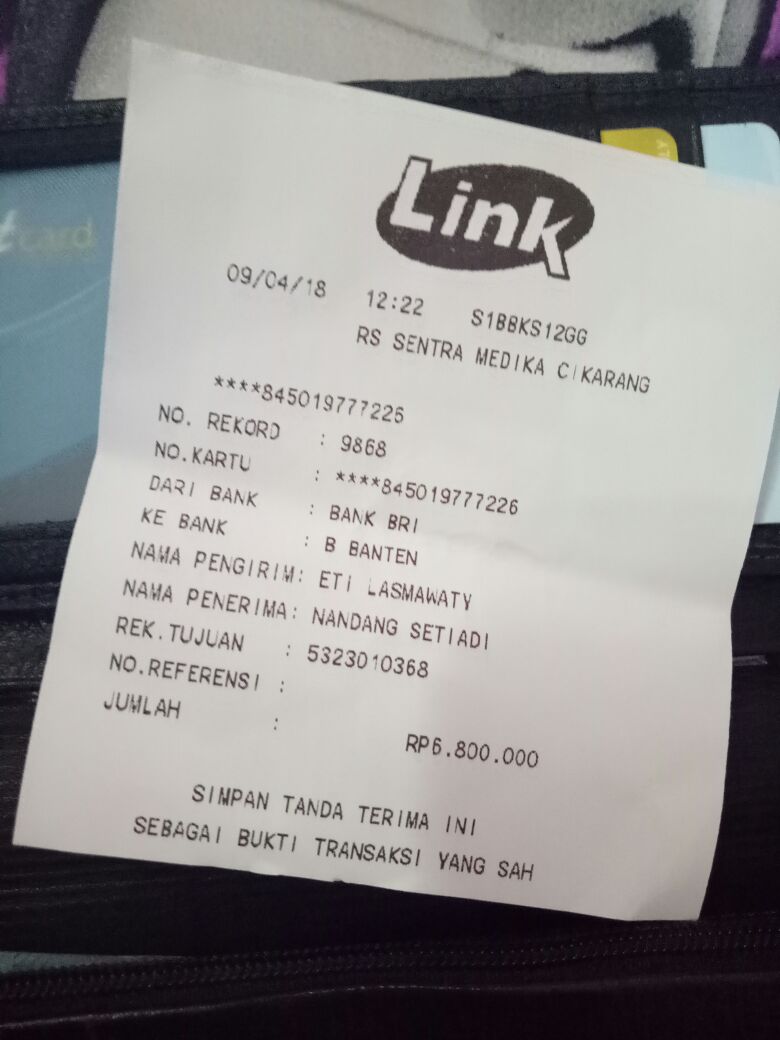 Link
09/04/18 12:22 S1BBKS12GG
RS SENTRA MEDIKA CIKARANG
****845019777226
NO. REKORD : 9868
NO.KARTU : ****845019777226
DARI BANK : BANK BRI
KE BANK : B BANTEN
NAMA PENGIRIM: ETI LASMAWATY
NAMA PENERIMA: NANDANG SETIADI
REK.TUJUAN : 5323010368
NO.REFERENSI :
JUMLAH :
RP6.800.000
SIMPAN TANDA TERIMA INI
SEBAGAI BUKTI TRANSAKSI YANG SAH
card